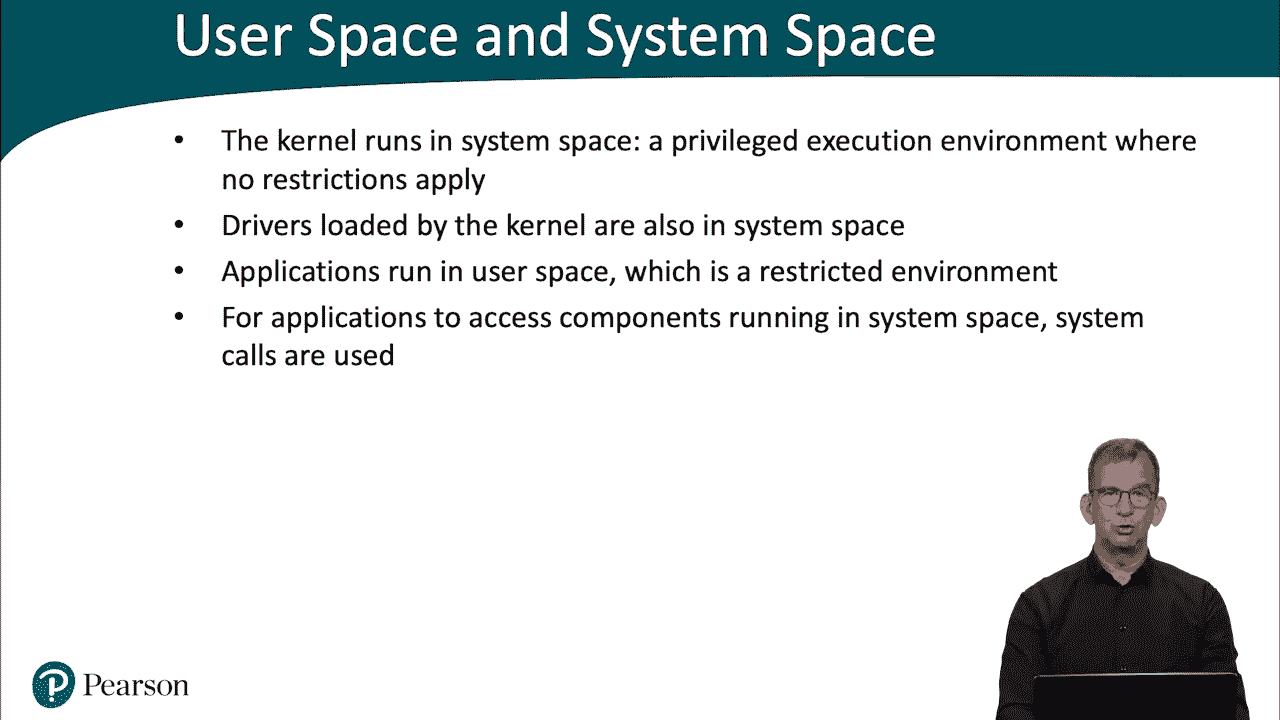 User Space and System Space
• The kernel runs in system space: a privileged execution environment where
no restrictions apply
• Drivers loaded by the kernel are also in system space
• Applications run in user space, which is a restricted environment
• For applications to access components running in system space, system
calls are used
Pearson